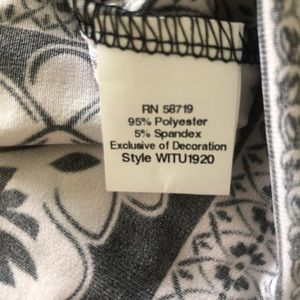 RN 58719
95% Polyester
5% Spandex
Exclusive of Decoration
Style WITU1920